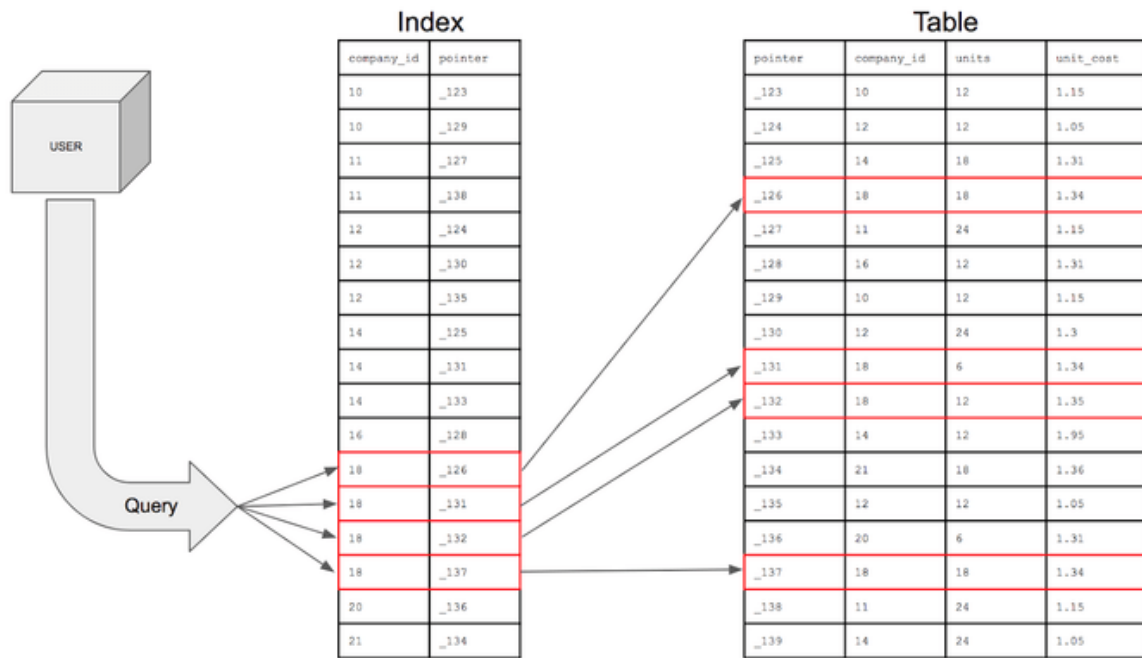 Index
Table
USER
Query
company_id pointer
10 _123
10 _129
11 _127
11 _138
12 _124
12 _130
12 _135
14 _125
14 _131
14 _133
16 _128
18 _126
18 _131
18 _132
18 _137
20 _136
21 _134
pointer company_id units unit_cost
_123 10 12 1.15
_124 12 12 1.05
_125 14 18 1.31
_126 18 18 1.34
_127 11 24 1.15
_128 16 12 1.31
_129 10 12 1.15
_130 12 24 1.3
_131 18 6 1.34
_132 18 12 1.35
_133 14 12 1.95
_134 21 18 1.36
_135 12 12 1.05
_136 20 6 1.31
_137 18 18 1.34
_138 11 24 1.15
_139 14 24 1.05